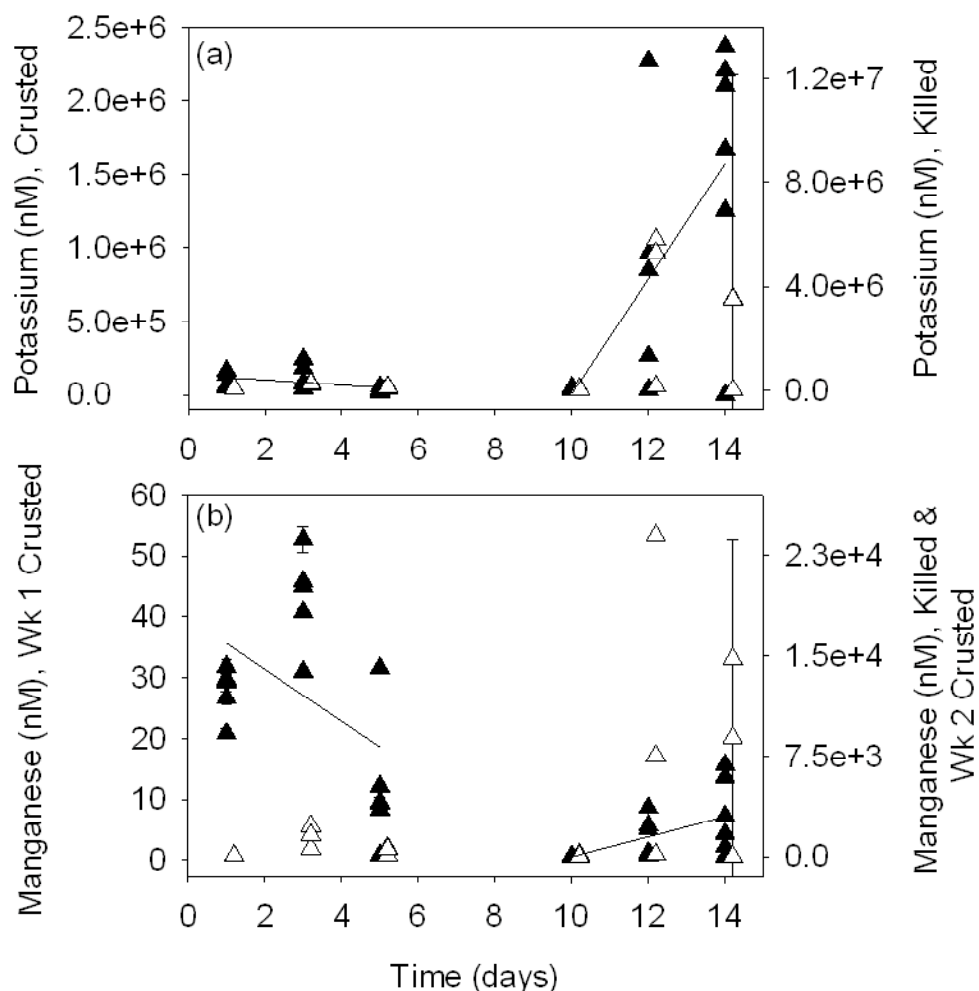 (a)
Potassium (nM), Crusted
2.5e+6
2.0e+6
1.5e+6
1.0e+6
5.0e+5
0.0
1.2e+7
8.0e+6
4.0e+6
0.0
Potassium (nM), Killed
0 2 4 6 8 10 12 14
(b)
Manganese (nM), Wk 1 Crusted
60
50
40
30
20
10
0
2.3e+4
1.5e+4
7.5e+3
0.0
Manganese (nM), Killed &
Wk 2 Crusted
0 2 4 6 8 10 12 14
Time (days)